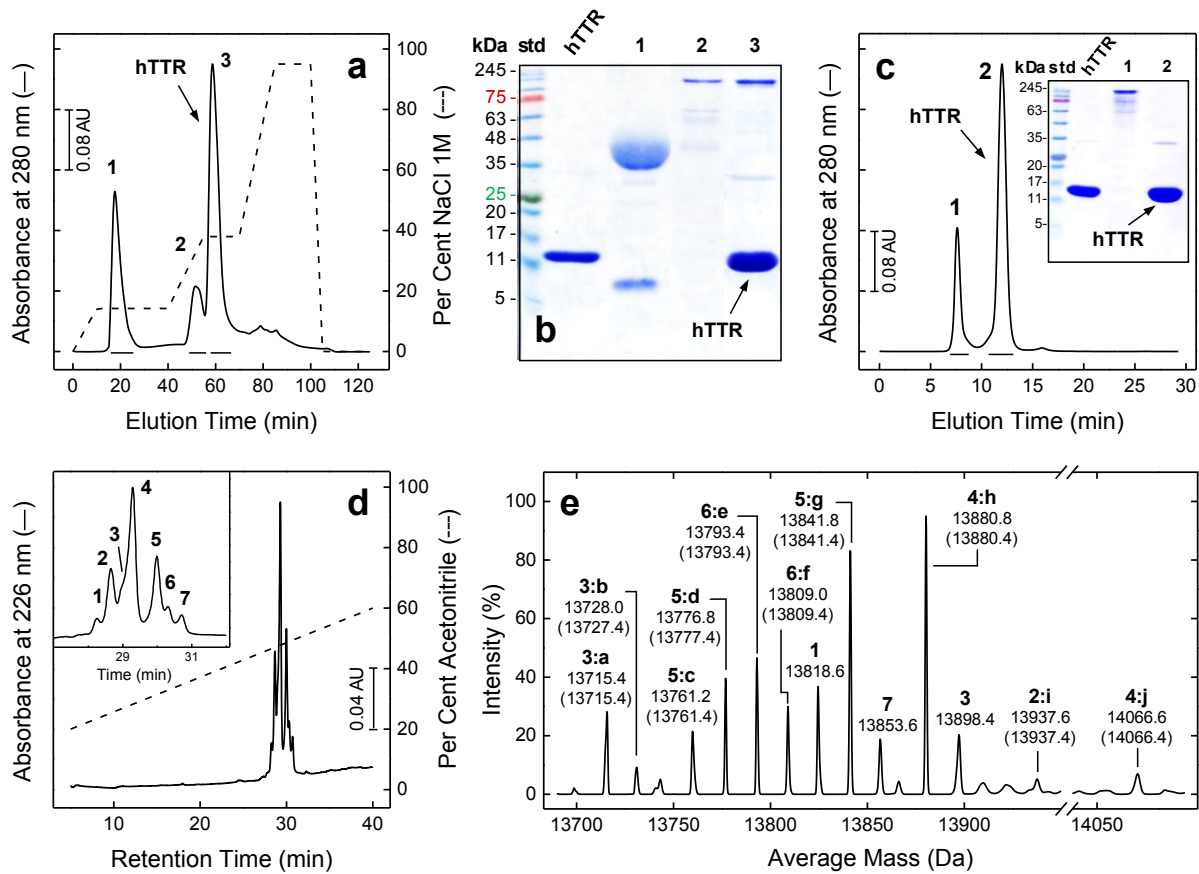 a
Absorbance at 280 nm (—)
Per Cent NaCl 1M (---)
Elution Time (min)
100
80
60
40
20
0
0 20 40 60 80 100 120
0.08 AU
hTTR
1
2
3
b
kDa std hTTR 1 2 3
245-
75-
63-
48-
35-
25-
20-
17-
11-
5-
hTTR
c
Absorbance at 280 nm (—)
Elution Time (min)
0 5 10 15 20 25 30
0.08 AU
1
2
hTTR
kDa std hTTR 1 2
245-
63-
35-
20-
17-
11-
5-
hTTR
d
Absorbance at 226 nm (—)
Per Cent Acetonitrile (---)
Retention Time (min)
100
80
60
40
20
0
10 20 30 40
0.04 AU
1
2
3
4
5
6
7
29 31
Time (min)
e
Intensity (%)
Average Mass (Da)
100
80
60
40
20
0
13700 13750 13800 13850 13900 14050
3:a
13715.4
(13715.4)
3:b
13728.0
(13727.4)
5:c
13761.2
(13761.4)
5:d
13776.8
(13777.4)
6:e
13793.4
(13793.4)
6:f
13809.0
(13809.4)
1
13818.6
5:g
13841.8
(13841.4)
7
13853.6
4:h
13880.8
(13880.4)
3
13898.4
2:i
13937.6
(13937.4)
4:j
14066.6
(14066.4)